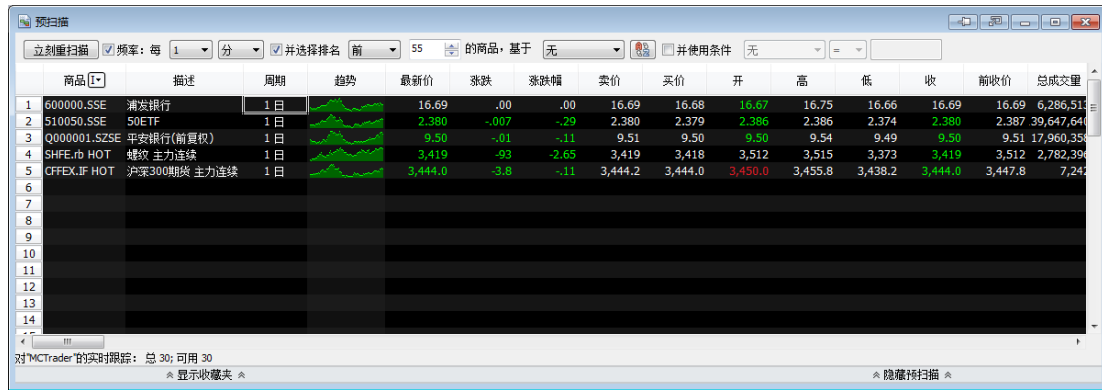 预扫描
立刻重扫描 频率: 每 1 分 并选择排名 前 55 的商品, 基于 无 并使用条件 无 =
商品 描述 周期 趋势 最新价 涨跌 涨跌幅 卖价 买价 开 高 低 收 前收价 总成交量
1 600000.SSE 浦发银行 1 日 16.69 .00 .00 16.69 16.68 16.67 16.75 16.66 16.69 16.69 6,286,513
2 510050.SSE 50ETF 1 日 2.380 -.007 -.29 2.380 2.379 2.386 2.386 2.374 2.380 2.387 39,647,640
3 Q000001.SZSE 平安银行(前复权) 1 日 9.50 -.01 -.11 9.51 9.50 9.50 9.54 9.49 9.50 9.51 17,960,358
4 SHFE.rb HOT 螺纹 主力连续 1 日 3,419 -93 -2.65 3,419 3,418 3,512 3,515 3,373 3,419 3,512 2,782,396
5 CFFEX.IF HOT 沪深300期货 主力连续 1 日 3,444.0 -3.8 -.11 3,444.2 3,444.0 3,450.0 3,455.8 3,438.2 3,444.0 3,447.8 7,242
6
7
8
9
10
11
12
13
14
对"MCTrader"的实时跟踪: 总 30; 可用 30
显示收藏夹 隐藏预扫描